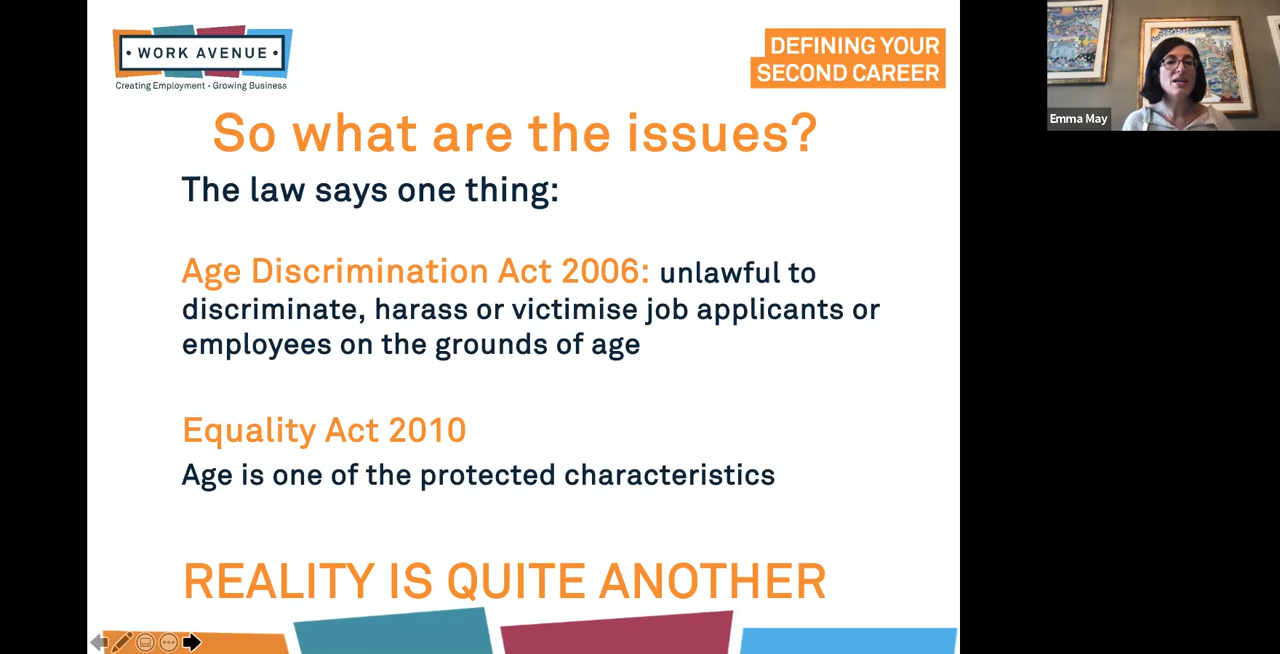 • WORK AVENUE •
Creating Employment • Growing Business
DEFINING YOUR
SECOND CAREER
Emma May
So what are the issues?
The law says one thing:
Age Discrimination Act 2006: unlawful to
discriminate, harass or victimise job applicants or
employees on the grounds of age
Equality Act 2010
Age is one of the protected characteristics
REALITY IS QUITE ANOTHER